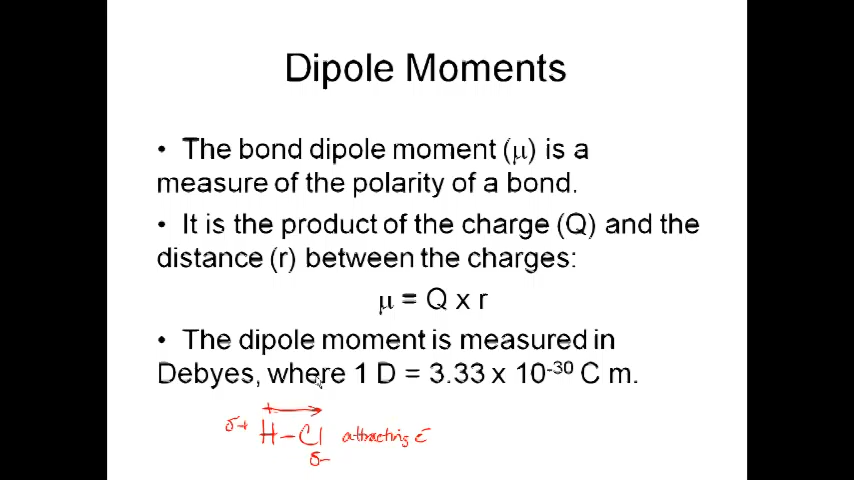 Dipole Moments
• The bond dipole moment (μ) is a
measure of the polarity of a bond.
• It is the product of the charge (Q) and the
distance (r) between the charges:
μ = Q x r
• The dipole moment is measured in
Debyes, where 1 D = 3.33 x 10⁻³⁰ C m.
δ+ H–Cl attracting e⁻
δ−